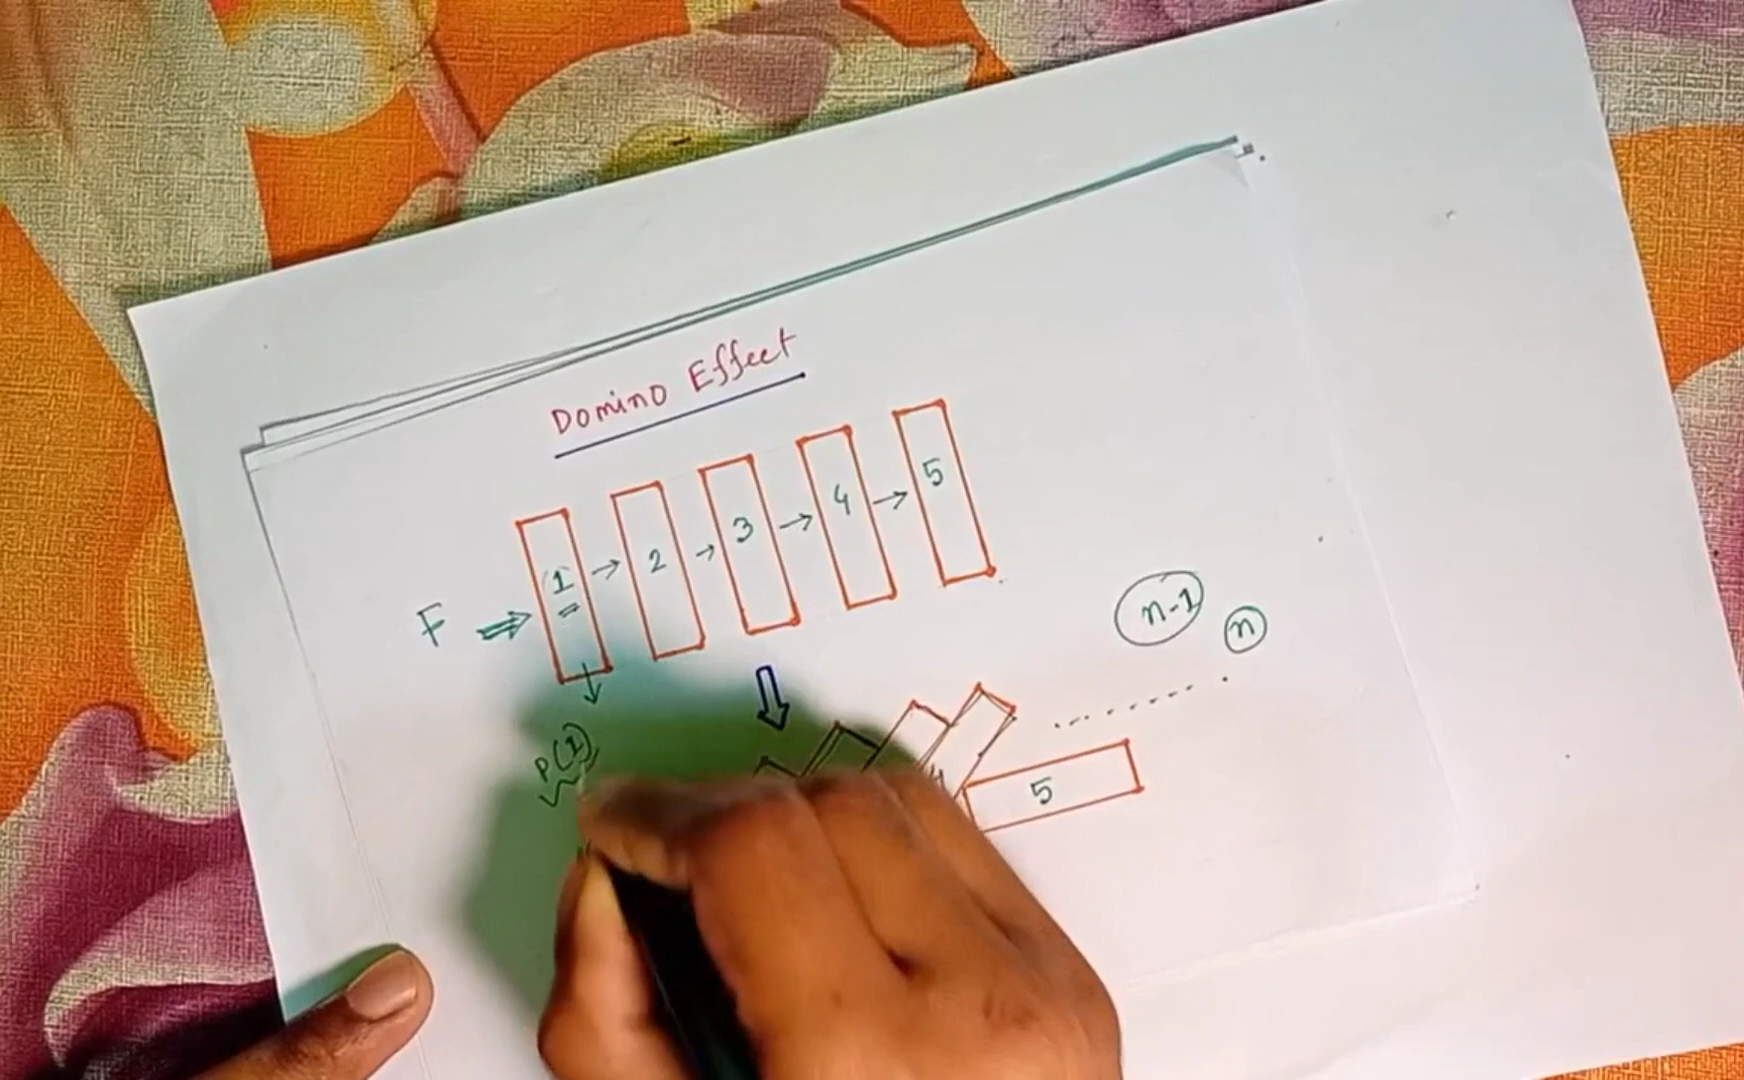 Domino Effect
F ⇒ 1 → 2 → 3 → 4 → 5
n-1
n
P(1)
5